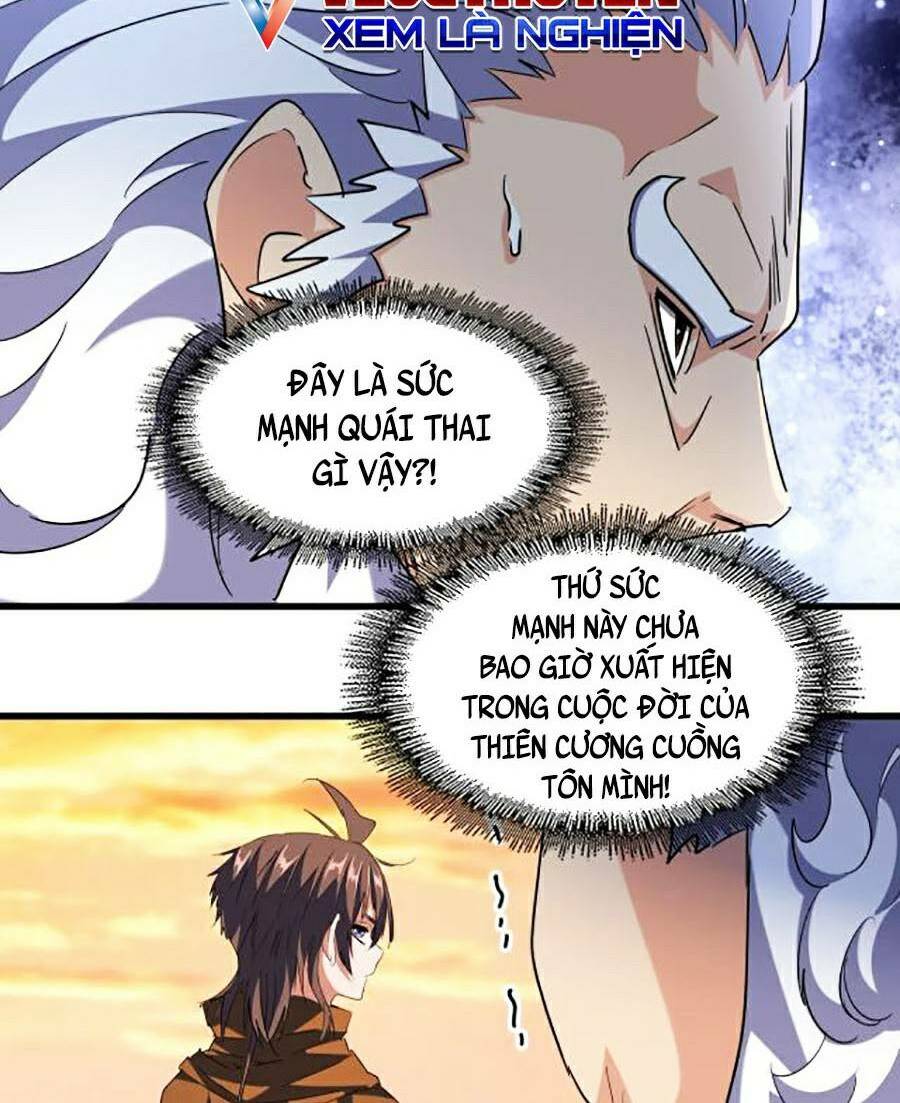 XEM LÀ NGHIỆN
ĐÂY LÀ SỨC
MẠNH QUÁI THAI
GÌ VẬY?!
THỨ SỨC
MẠNH NÀY CHƯA
BAO GIỜ XUẤT HIỆN
TRONG CUỘC ĐỜI CỦA
THIÊN CƯƠNG CUỒNG
TÔN MÌNH!